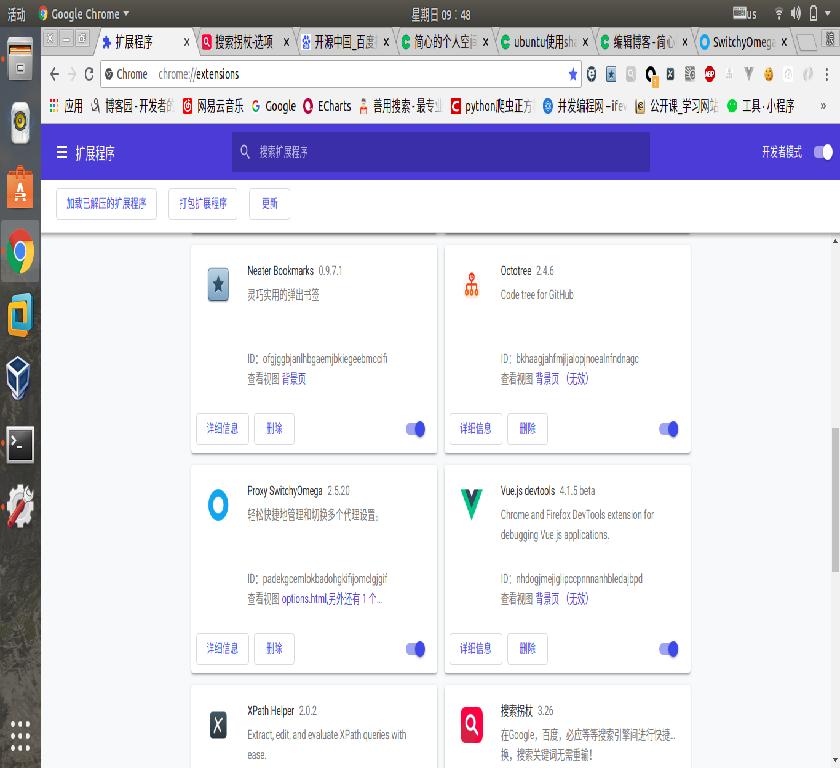 活动 Google Chrome 星期日 09 : 48 us
扩展程序 搜索拐杖-选项 开源中国_百度 简心的个人空间 ubuntu使用sh 编辑博客 - 简心 SwitchyOmega
Chrome chrome://extensions
应用 博客园 - 开发者的 网易云音乐 Google ECharts 善用搜索 - 最专业 python爬虫正方 并发编程网 – ifev 公开课_学习网站 工具 · 小程序 »
扩展程序 搜索扩展程序 开发者模式
加载已解压的扩展程序 打包扩展程序 更新
Neater Bookmarks 0.9.7.1
灵巧实用的弹出书签
ID: ofgjggbjanlhbgaemjbkiegeebmccifi
查看视图 背景页
详细信息 删除
Octotree 2.4.6
Code tree for GitHub
ID: bkhaagjahfmjljalopjnoealnfndnagc
查看视图 背景页 （无效）
详细信息 删除
Proxy SwitchyOmega 2.5.20
轻松快捷地管理和切换多个代理设置。
ID: padekgcemlokbadohgkifijomclgjgif
查看视图 options.html,另外还有 1 个...
详细信息 删除
Vue.js devtools 4.1.5 beta
Chrome and Firefox DevTools extension for
debugging Vue.js applications.
ID: nhdogjmejiglipccpnnnanhbledajbpd
查看视图 背景页 （无效）
详细信息 删除
XPath Helper 2.0.2
Extract, edit, and evaluate XPath queries with
ease.
搜索拐杖 3.26
在Google，百度，必应等等搜索引擎间进行快捷...
换，搜索关键词无需重输！